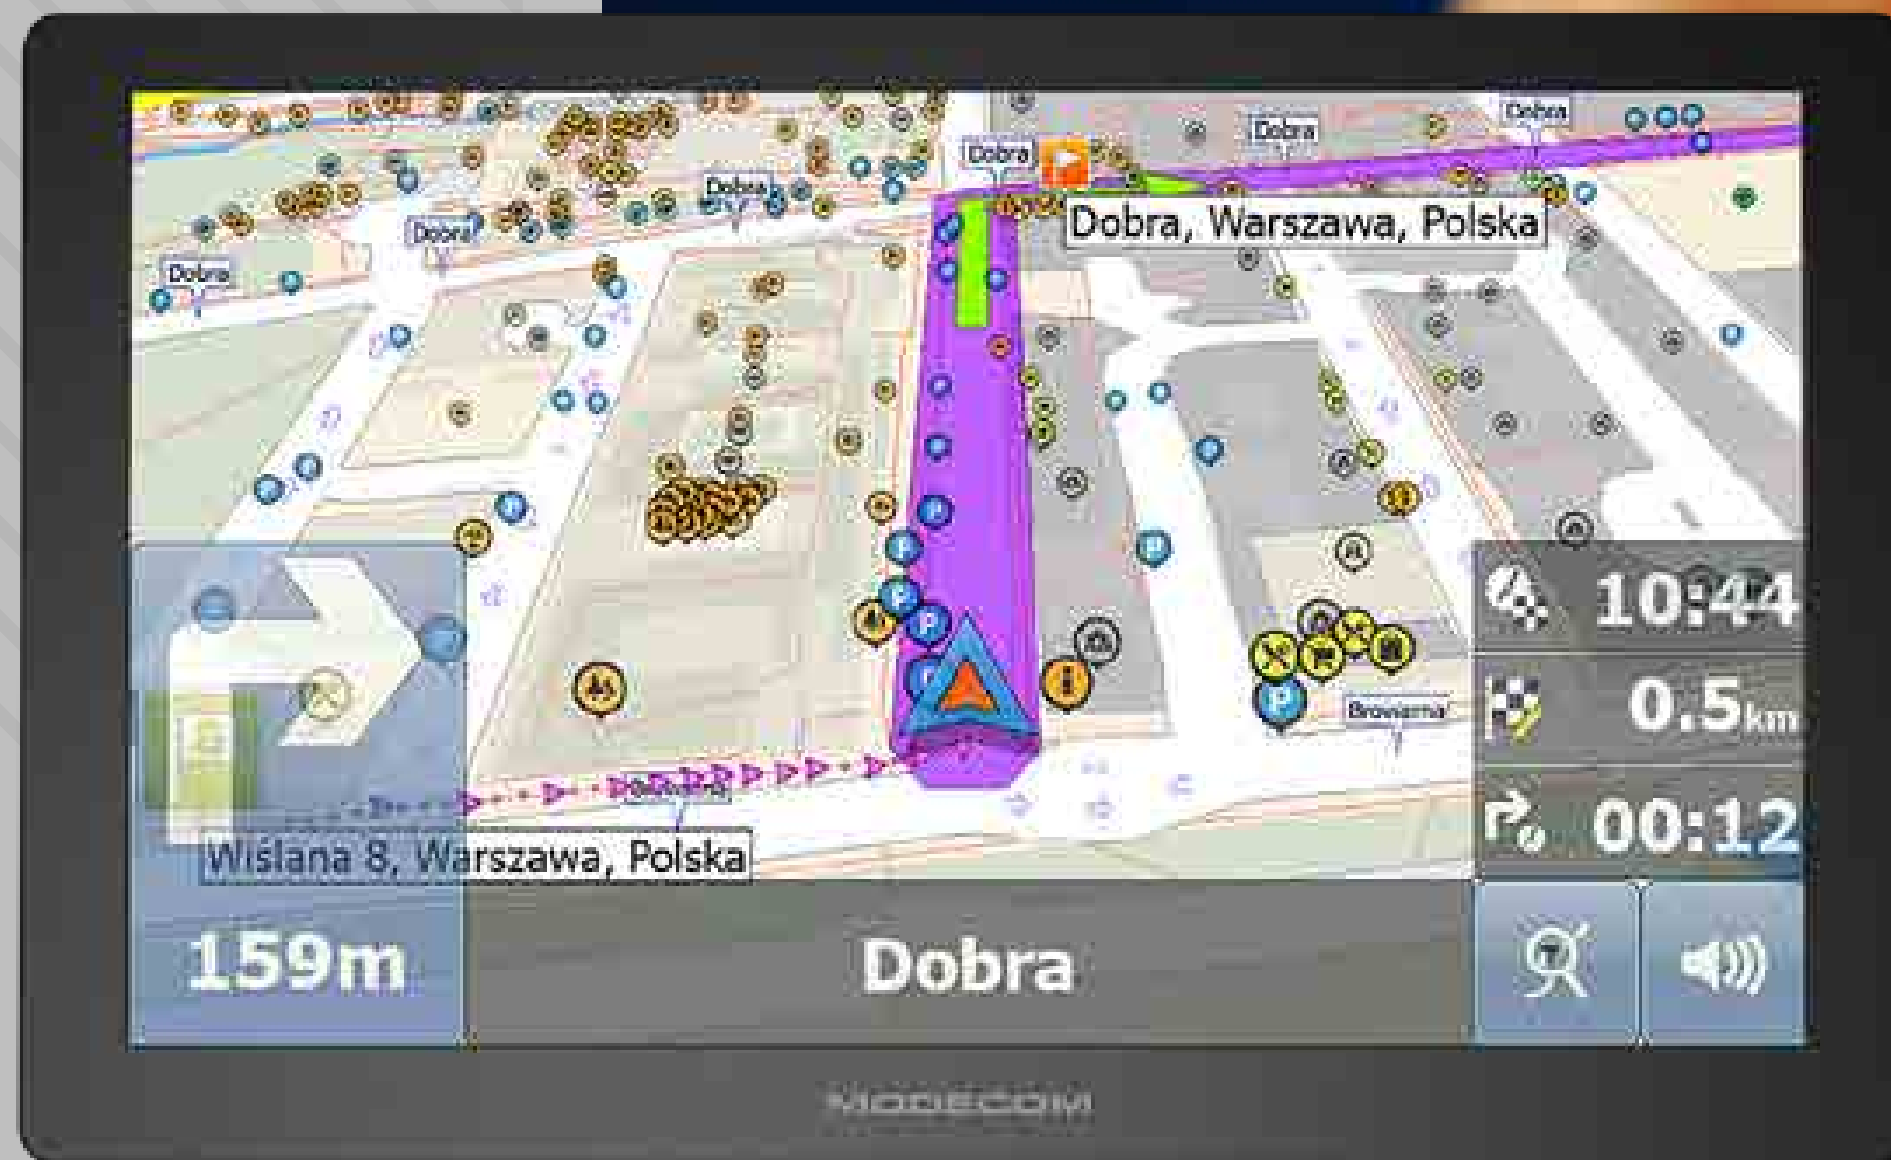 Dobra
Dobra
Dobra
Dobra
Dobra
Dobra
Dobra, Warszawa, Polska
10:44
0.5km
Browarna
00:12
Wiślana 8, Warszawa, Polska
159m
Dobra
MODECOM